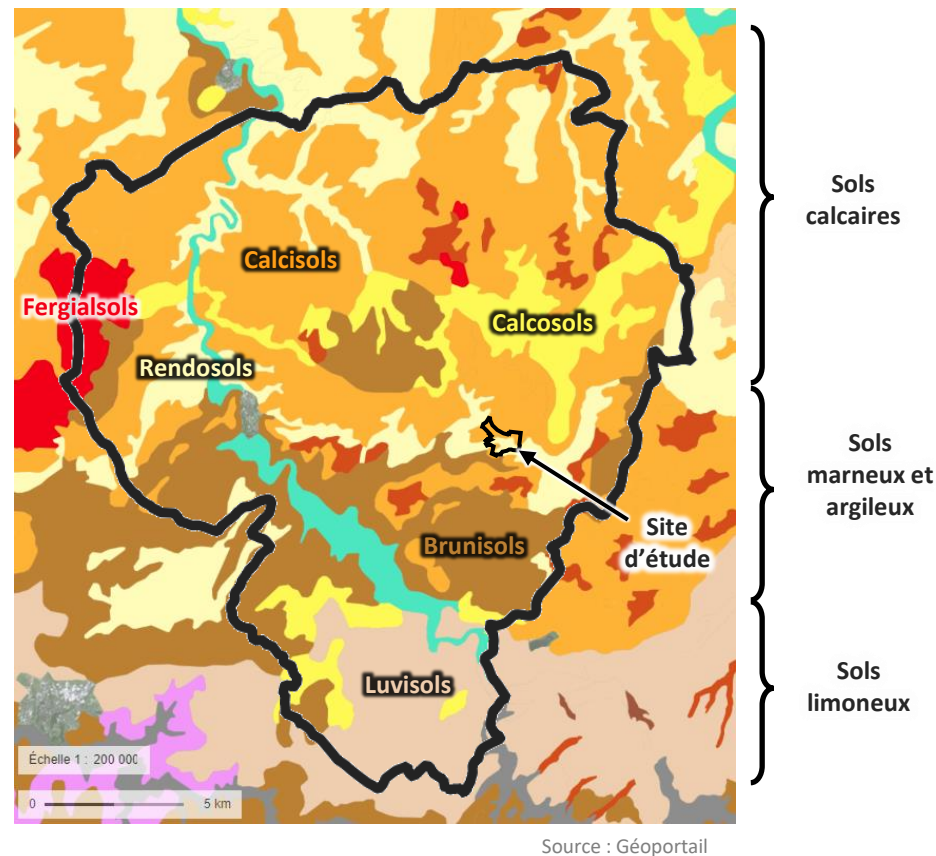 Sols
calcaires
Calcisols
Fergialsols
Calcosols
Rendosols
Sols
marneux et
argileux
Site
d'étude
Brunisols
Luvisols
Sols
limoneux
Échelle 1 : 200 000
0 5 km
Source : Géoportail